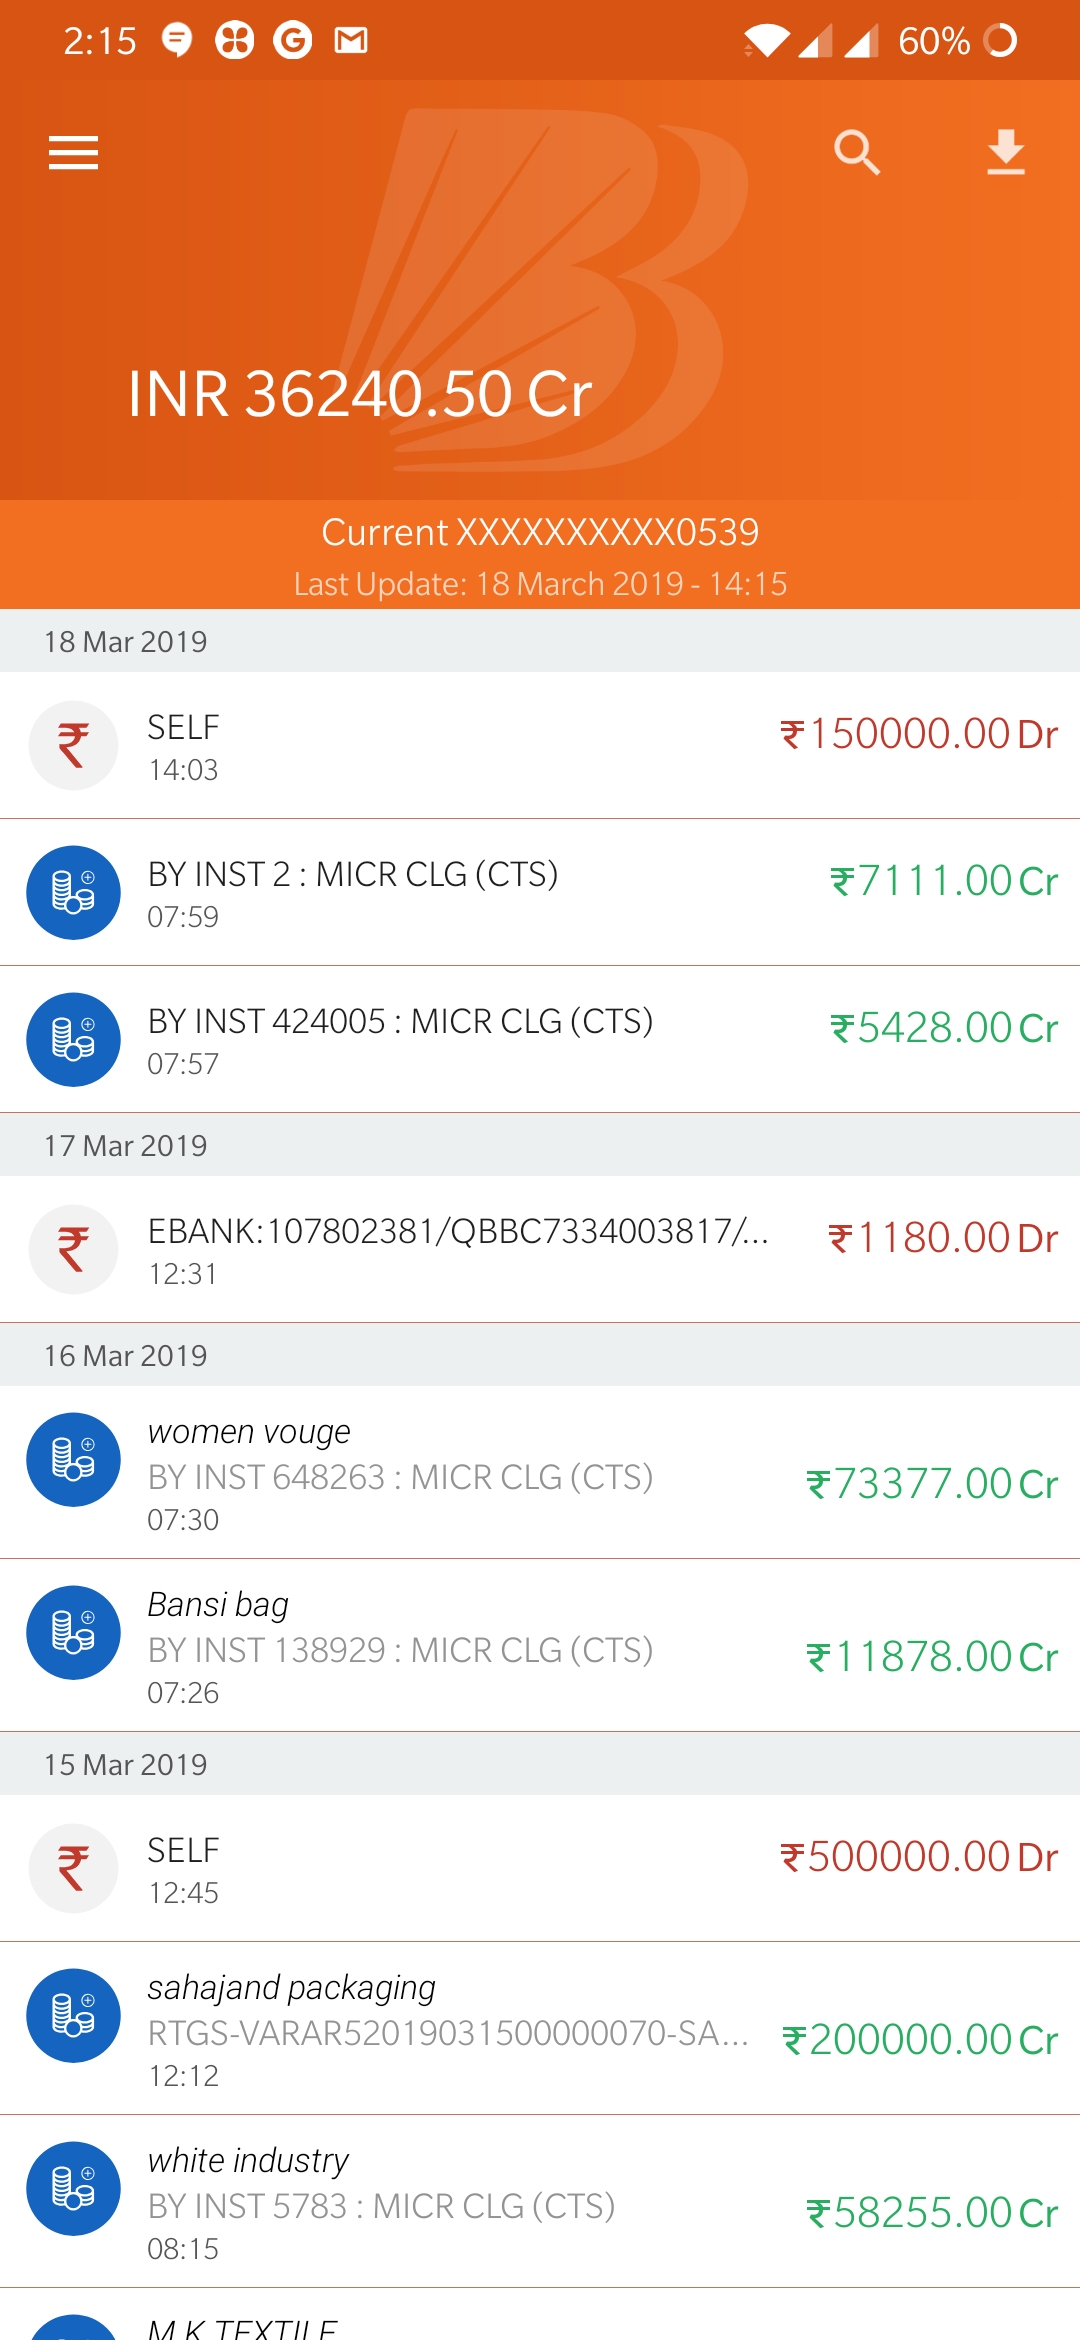 2:15
60%
INR 36240.50 Cr
Current XXXXXXXXXX0539
Last Update: 18 March 2019 - 14:15
18 Mar 2019
SELF
₹150000.00 Dr
14:03
BY INST 2 : MICR CLG (CTS)
₹7111.00 Cr
07:59
BY INST 424005 : MICR CLG (CTS)
₹5428.00 Cr
07:57
17 Mar 2019
EBANK:107802381/QBBC7334003817/...
₹1180.00 Dr
12:31
16 Mar 2019
women vouge
BY INST 648263 : MICR CLG (CTS)
₹73377.00 Cr
07:30
Bansi bag
BY INST 138929 : MICR CLG (CTS)
₹11878.00 Cr
07:26
15 Mar 2019
SELF
₹500000.00 Dr
12:45
sahajand packaging
RTGS-VARAR52019031500000070-SA...
₹200000.00 Cr
12:12
white industry
BY INST 5783 : MICR CLG (CTS)
₹58255.00 Cr
08:15
M K TEXTILE